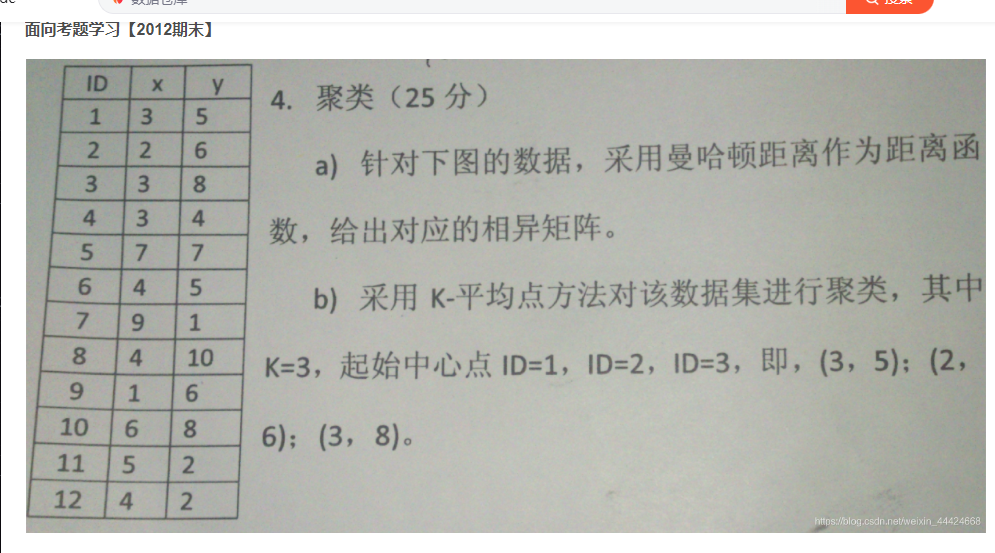 数据仓库
搜索
面向考题学习【2012期末】
ID x y
1 3 5
2 2 6
3 3 8
4 3 4
5 7 7
6 4 5
7 9 1
8 4 10
9 1 6
10 6 8
11 5 2
12 4 2
4. 聚类（25 分）
a) 针对下图的数据，采用曼哈顿距离作为距离函
数，给出对应的相异矩阵。
b) 采用 K-平均点方法对该数据集进行聚类，其中
K=3，起始中心点 ID=1，ID=2，ID=3，即，(3，5)；(2，
6)；(3，8)。
https://blog.csdn.net/weixin_44424668